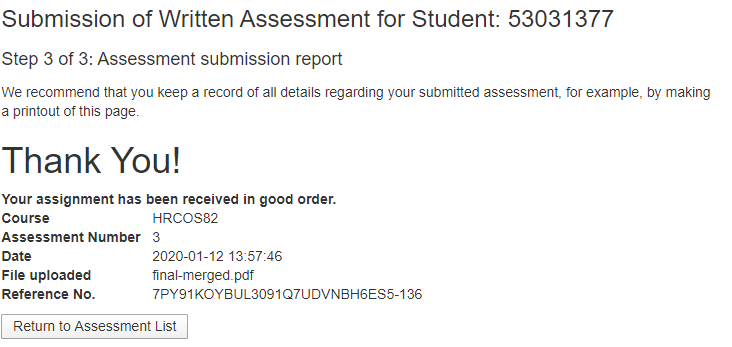 Submission of Written Assessment for Student: 53031377
Step 3 of 3: Assessment submission report
We recommend that you keep a record of all details regarding your submitted assessment, for example, by making
a printout of this page.
Thank You!
Your assignment has been received in good order.
Course HRCOS82
Assessment Number 3
Date 2020-01-12 13:57:46
File uploaded final-merged.pdf
Reference No. 7PY91KOYBUL3091Q7UDVNBH6ES5-136
Return to Assessment List